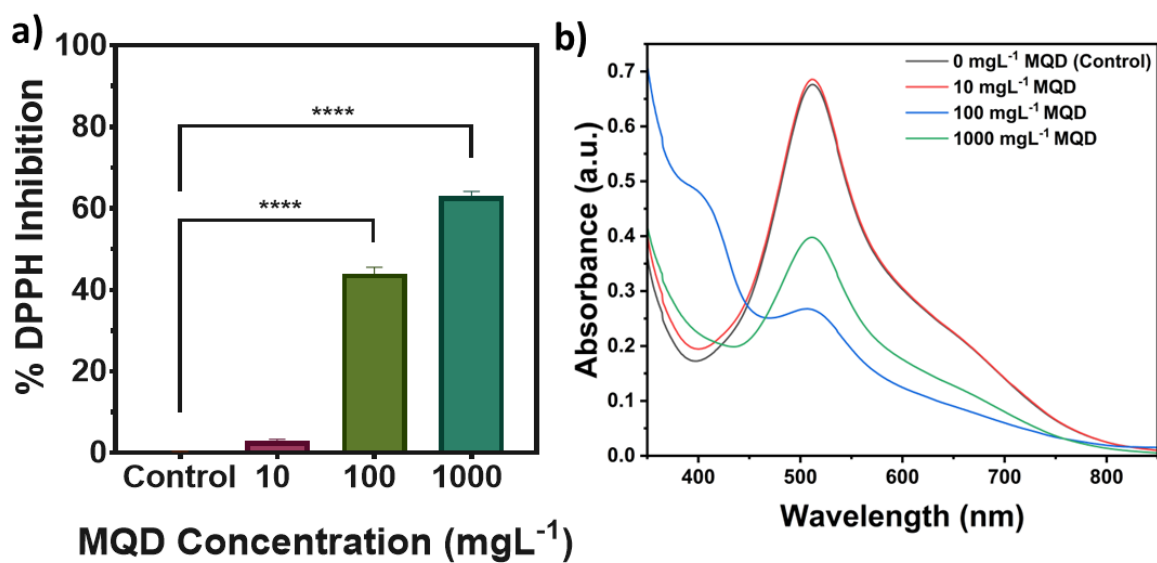 a)
% DPPH Inhibition
100
80
60
40
20
0
****
****
Control 10 100 1000
MQD Concentration (mgL⁻¹)
b)
Absorbance (a.u.)
0.7
0.6
0.5
0.4
0.3
0.2
0.1
0.0
0 mgL⁻¹ MQD (Control)
10 mgL⁻¹ MQD
100 mgL⁻¹ MQD
1000 mgL⁻¹ MQD
400 500 600 700 800
Wavelength (nm)